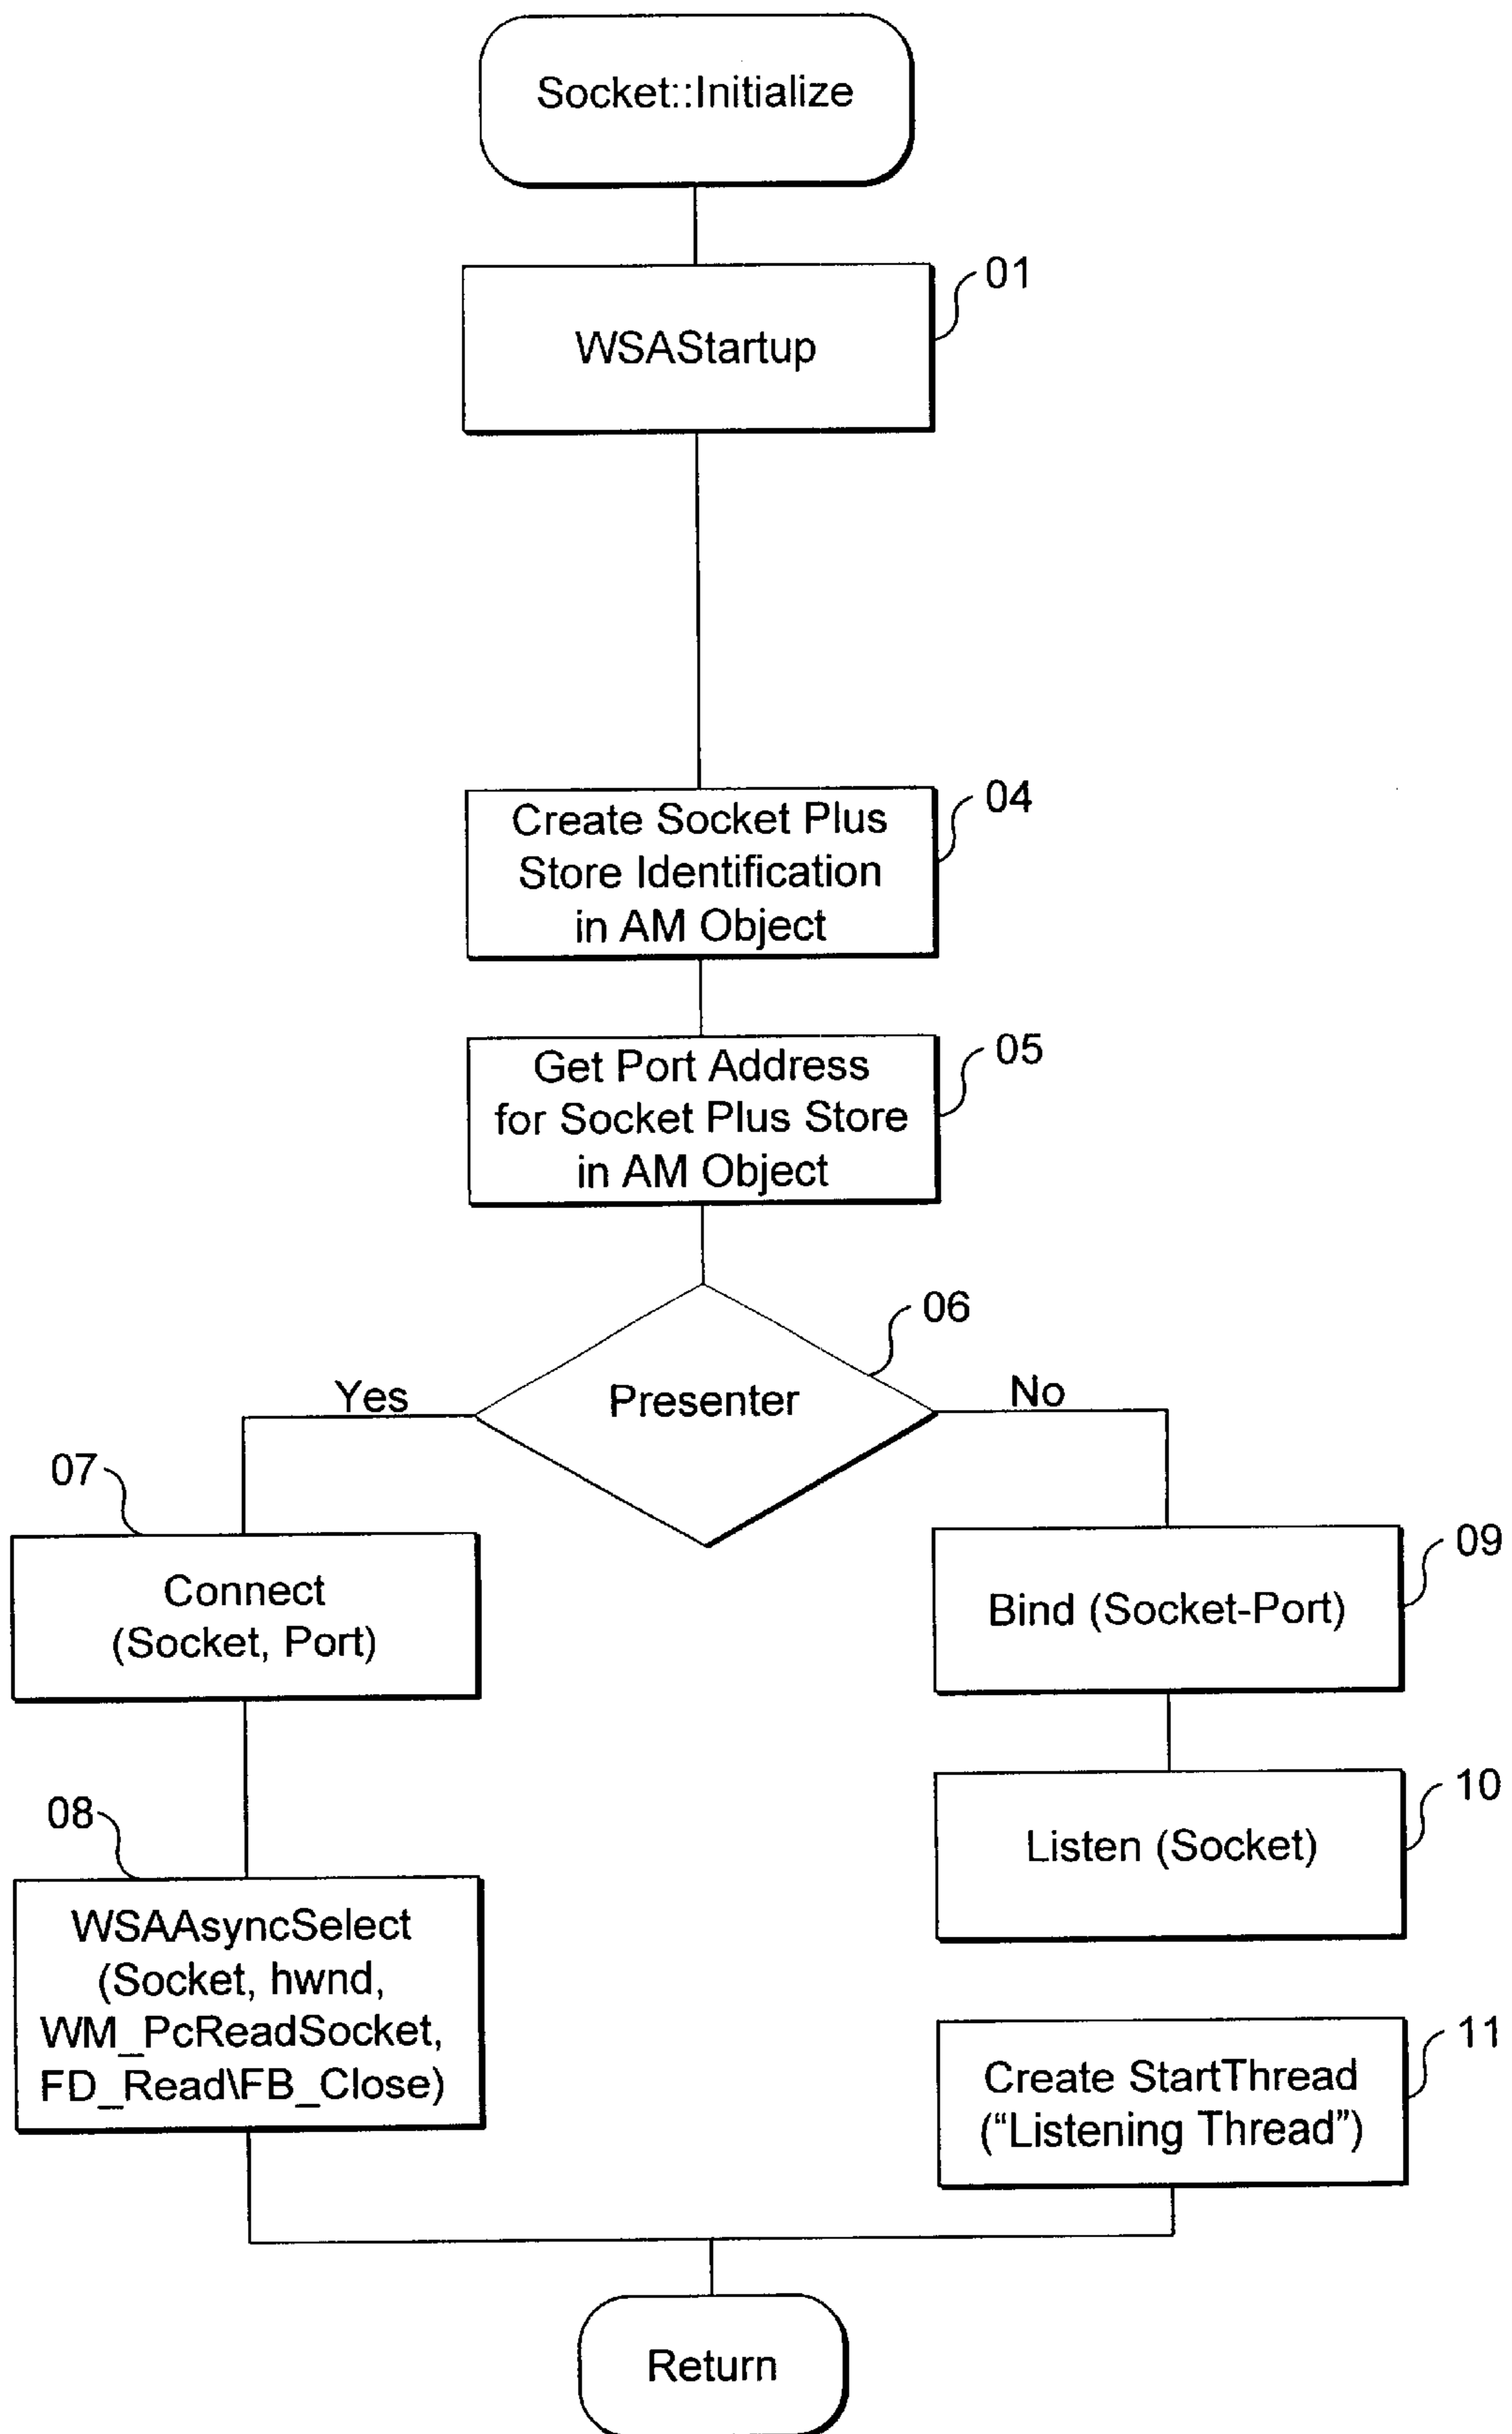 Socket::Initialize
01
WSAStartup
04
Create Socket Plus
Store Identification
in AM Object
05
Get Port Address
for Socket Plus Store
in AM Object
06
Presenter
Yes
No
07
Connect
(Socket, Port)
09
Bind (Socket-Port)
10
Listen (Socket)
08
WSAAsyncSelect
(Socket, hwnd,
WM_PcReadSocket,
FD_Read\FB_Close)
11
Create StartThread
(“Listening Thread”)
Return